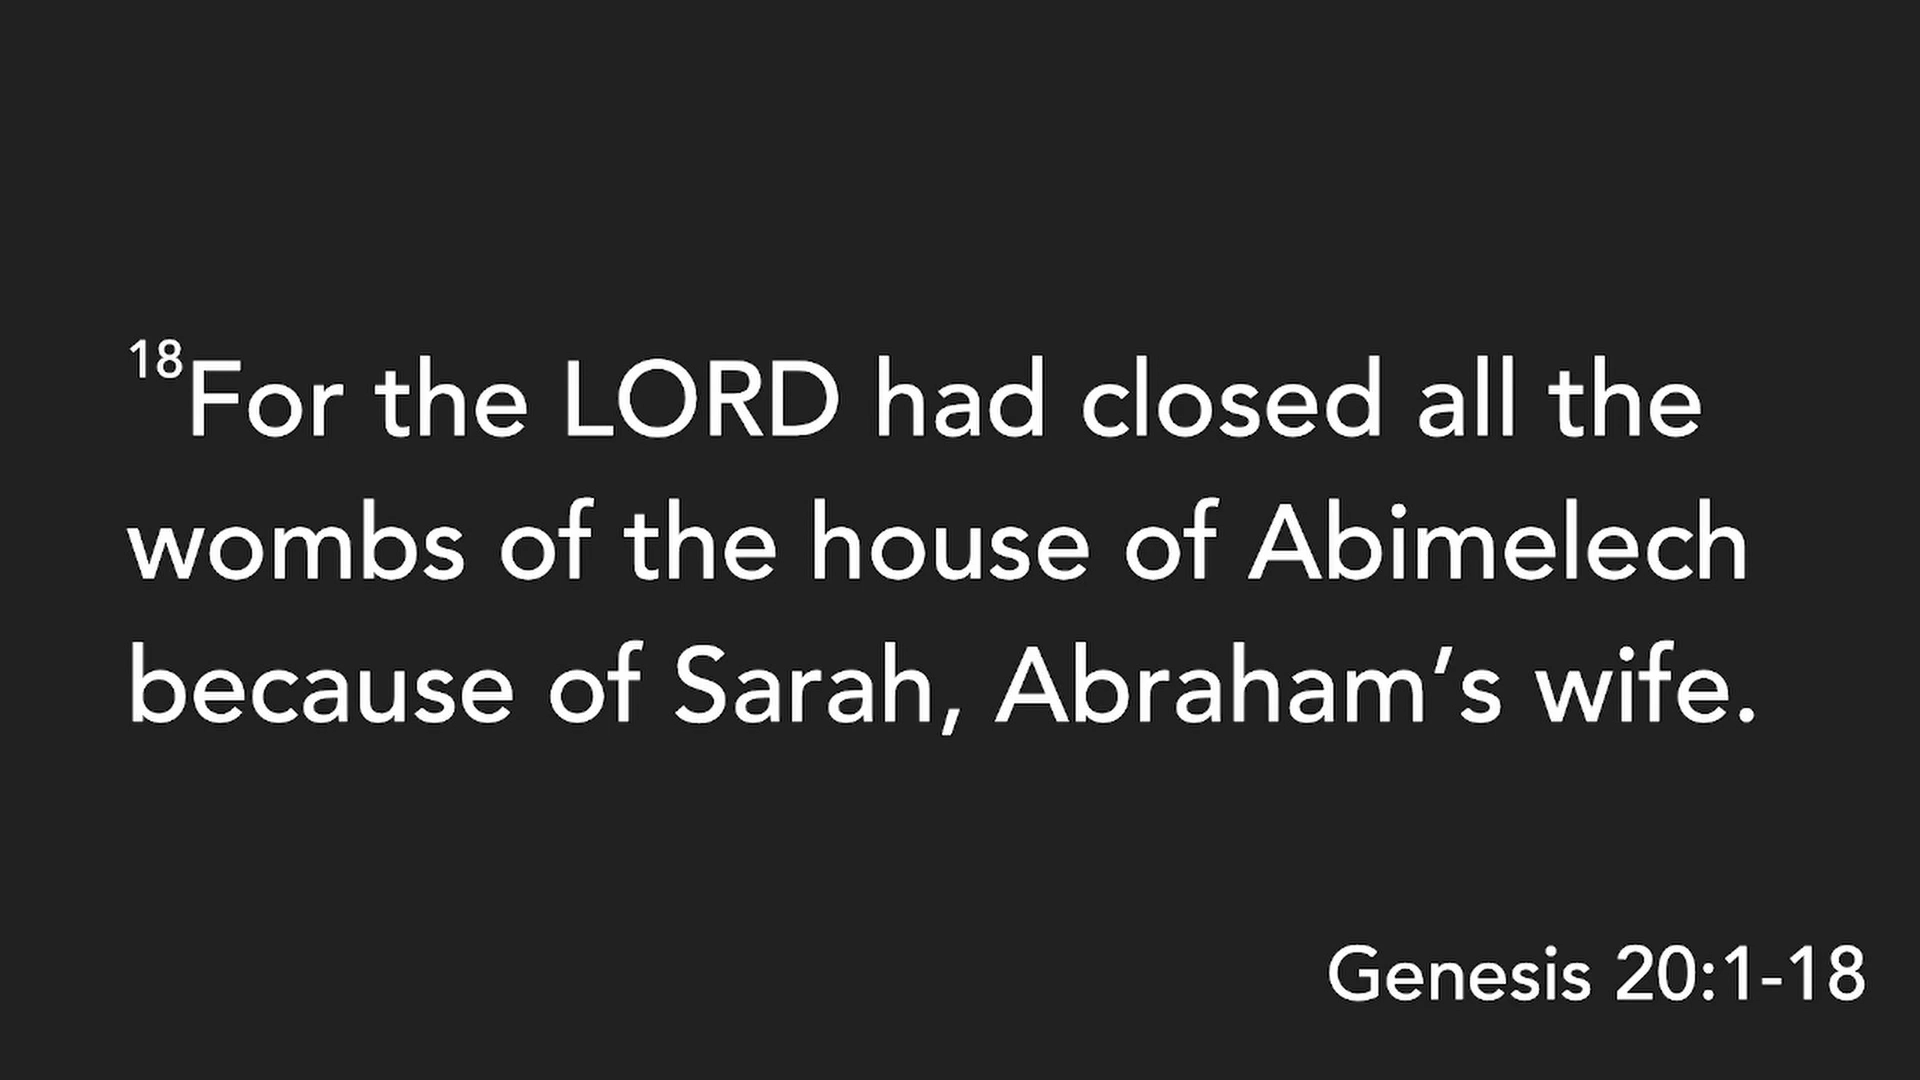 18For the LORD had closed all the
wombs of the house of Abimelech
because of Sarah, Abraham’s wife.
Genesis 20:1-18